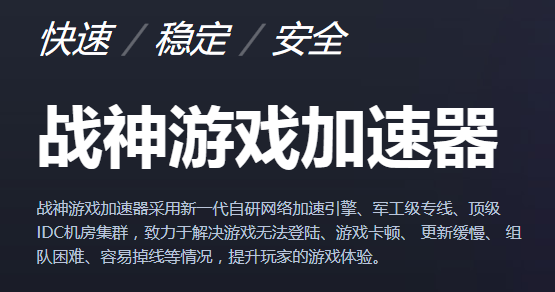 快速 / 稳定 / 安全
战神游戏加速器
战神游戏加速器采用新一代自研网络加速引擎、军工级专线、顶级
IDC机房集群，致力于解决游戏无法登陆、游戏卡顿、 更新缓慢、 组
队困难、容易掉线等情况，提升玩家的游戏体验。